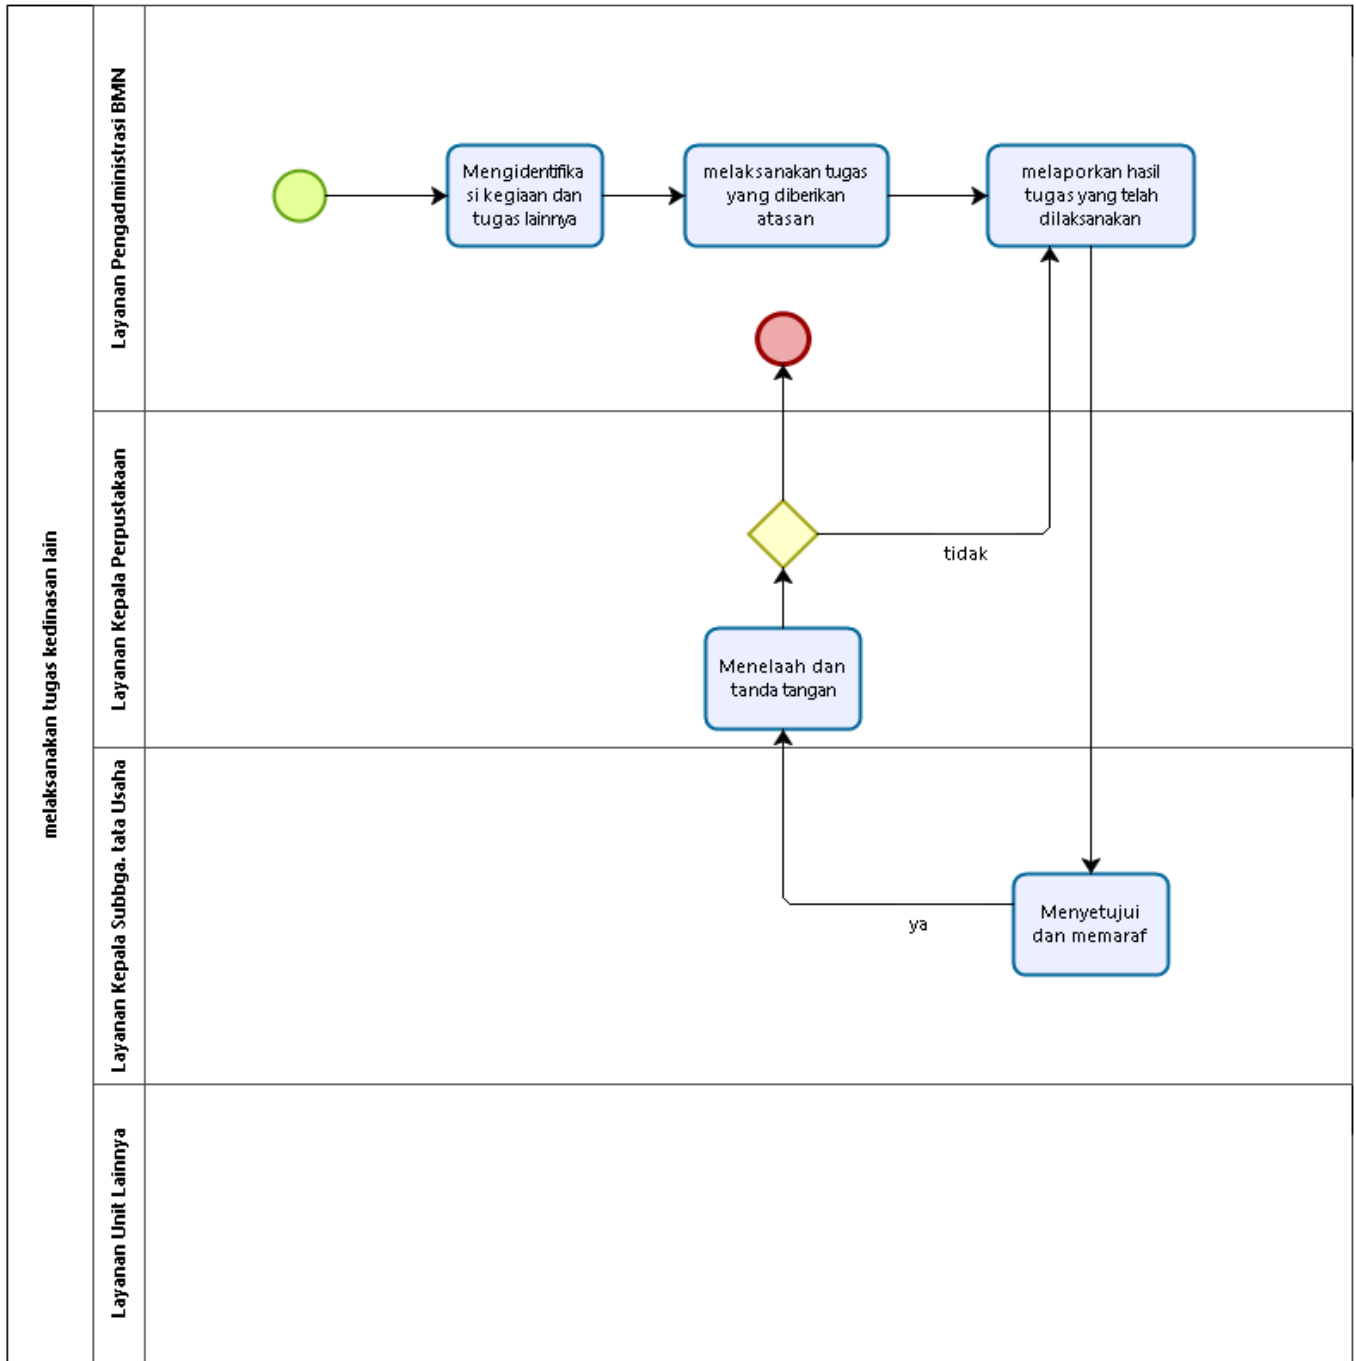 melaksanakan tugas kedinasan lain
Layanan Pengadministrasi BMN
Mengidentifika
si kegiaan dan
tugas lainnya
melaksanakan tugas
yang diberikan
atasan
melaporkan hasil
tugas yang telah
dilaksanakan
Layanan Kepala Perpustakaan
tidak
Menelaah dan
tanda tangan
Layanan Kepala Subbga. tata Usaha
ya
Menyetujui
dan memaraf
Layanan Unit Lainnya